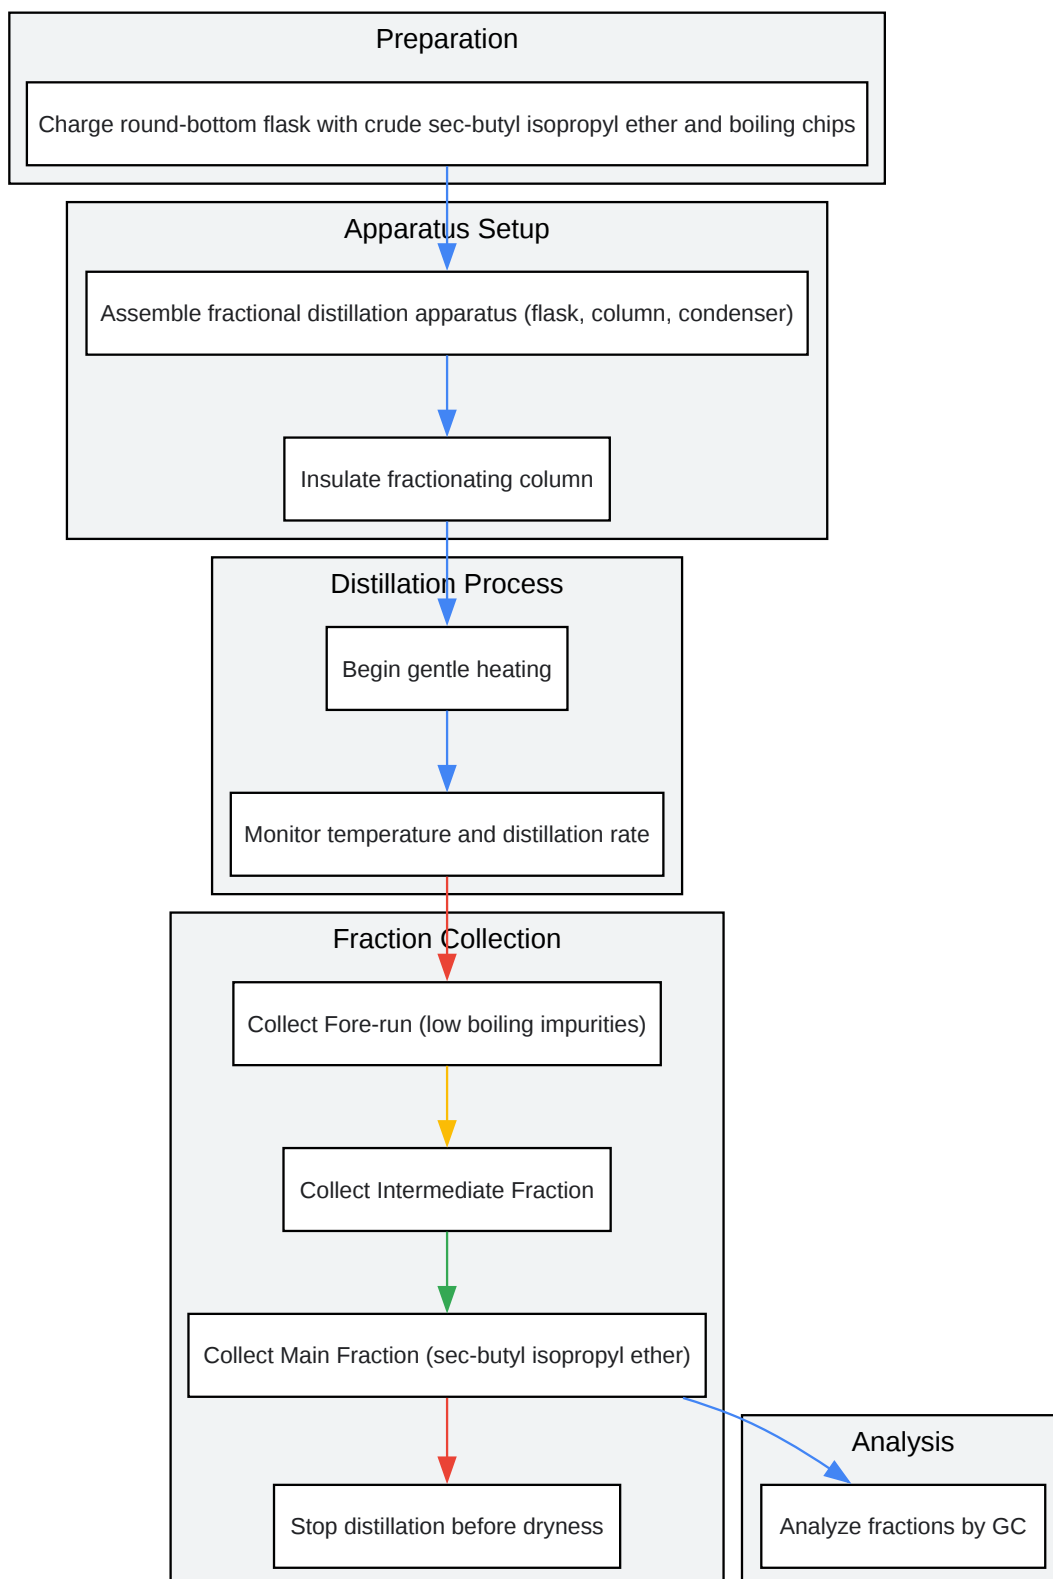 Preparation
Charge round-bottom flask with crude sec-butyl isopropyl ether and boiling chips
Apparatus Setup
Assemble fractional distillation apparatus (flask, column, condenser)
Insulate fractionating column
Distillation Process
Begin gentle heating
Monitor temperature and distillation rate
Fraction Collection
Collect Fore-run (low boiling impurities)
Collect Intermediate Fraction
Collect Main Fraction (sec-butyl isopropyl ether)
Stop distillation before dryness
Analysis
Analyze fractions by GC